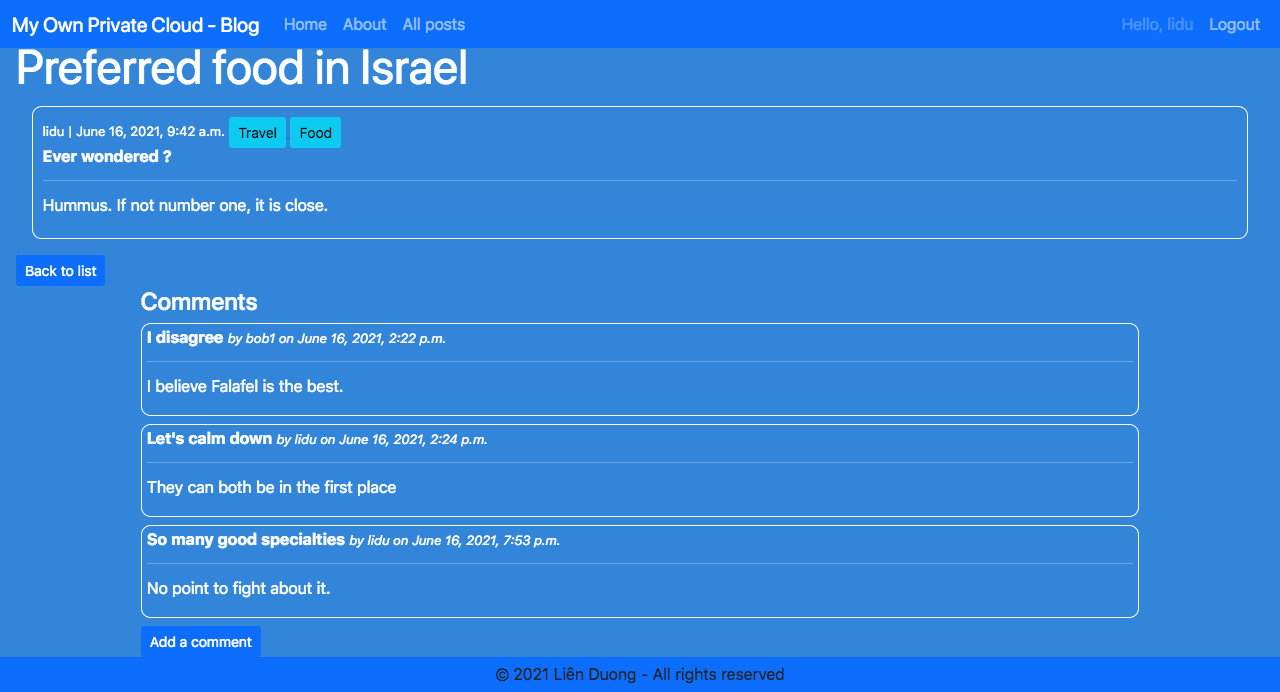 My Own Private Cloud - Blog Home About All posts Hello, lidu Logout
Preferred food in Israel
lidu | June 16, 2021, 9:42 a.m. Travel Food
Ever wondered ?
Hummus. If not number one, it is close.
Back to list
Comments
I disagree by bob1 on June 16, 2021, 2:22 p.m.
I believe Falafel is the best.
Let's calm down by lidu on June 16, 2021, 2:24 p.m.
They can both be in the first place
So many good specialties by lidu on June 16, 2021, 7:53 p.m.
No point to fight about it.
Add a comment
© 2021 Liên Duong - All rights reserved